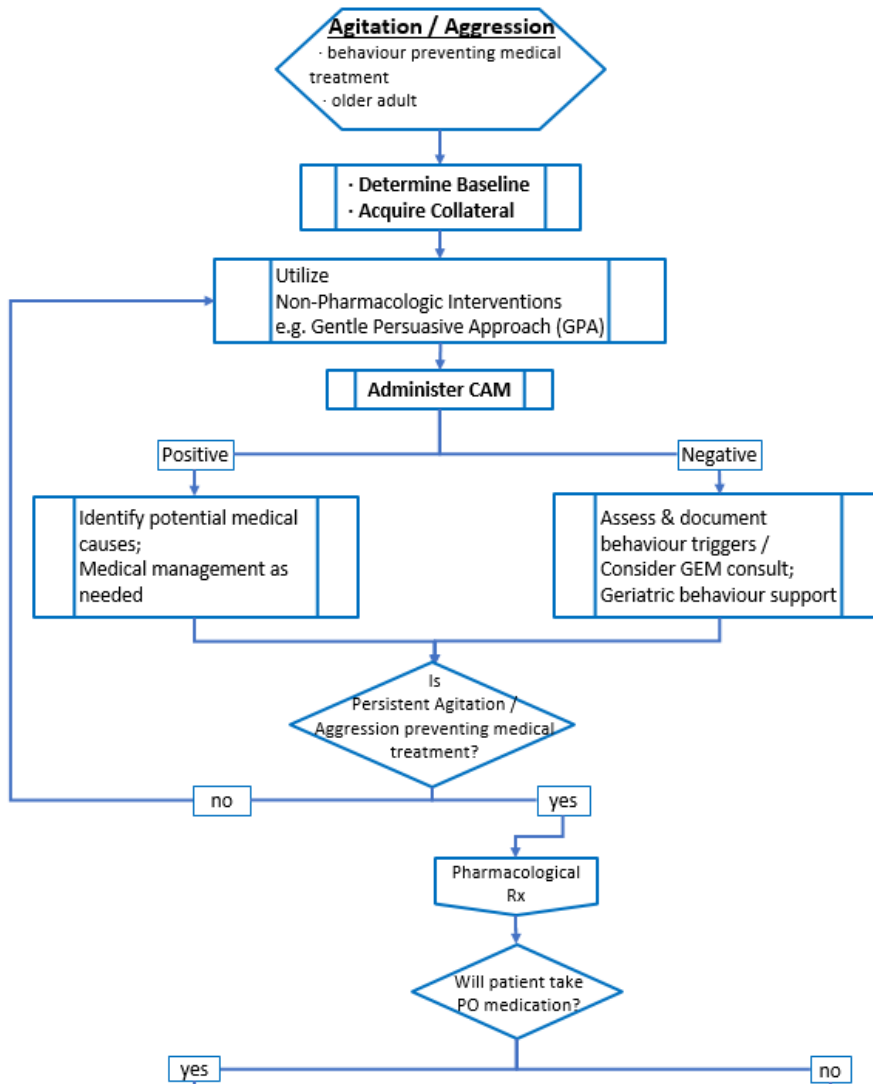 Agitation / Aggression
· behaviour preventing medical
treatment
· older adult
· Determine Baseline
· Acquire Collateral
Utilize
Non-Pharmacologic Interventions
e.g. Gentle Persuasive Approach (GPA)
Administer CAM
Positive
Negative
Identify potential medical
causes;
Medical management as
needed
Assess & document
behaviour triggers /
Consider GEM consult;
Geriatric behaviour support
Is
Persistent Agitation /
Aggression preventing medical
treatment?
no
yes
Pharmacological
Rx
Will patient take
PO medication?
yes
no